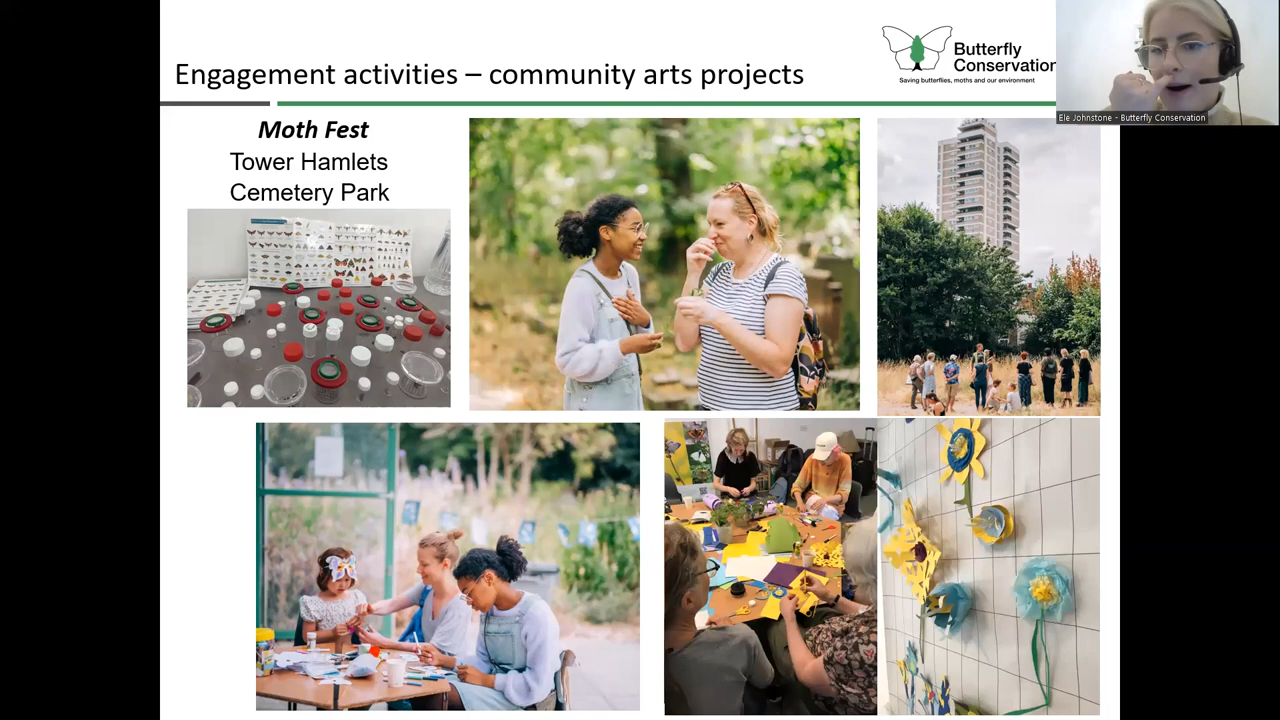 Engagement activities – community arts projects
Butterfly
Conservation
Saving butterflies, moths and our environment
Ele Johnstone - Butterfly Conservation
Moth Fest
Tower Hamlets
Cemetery Park